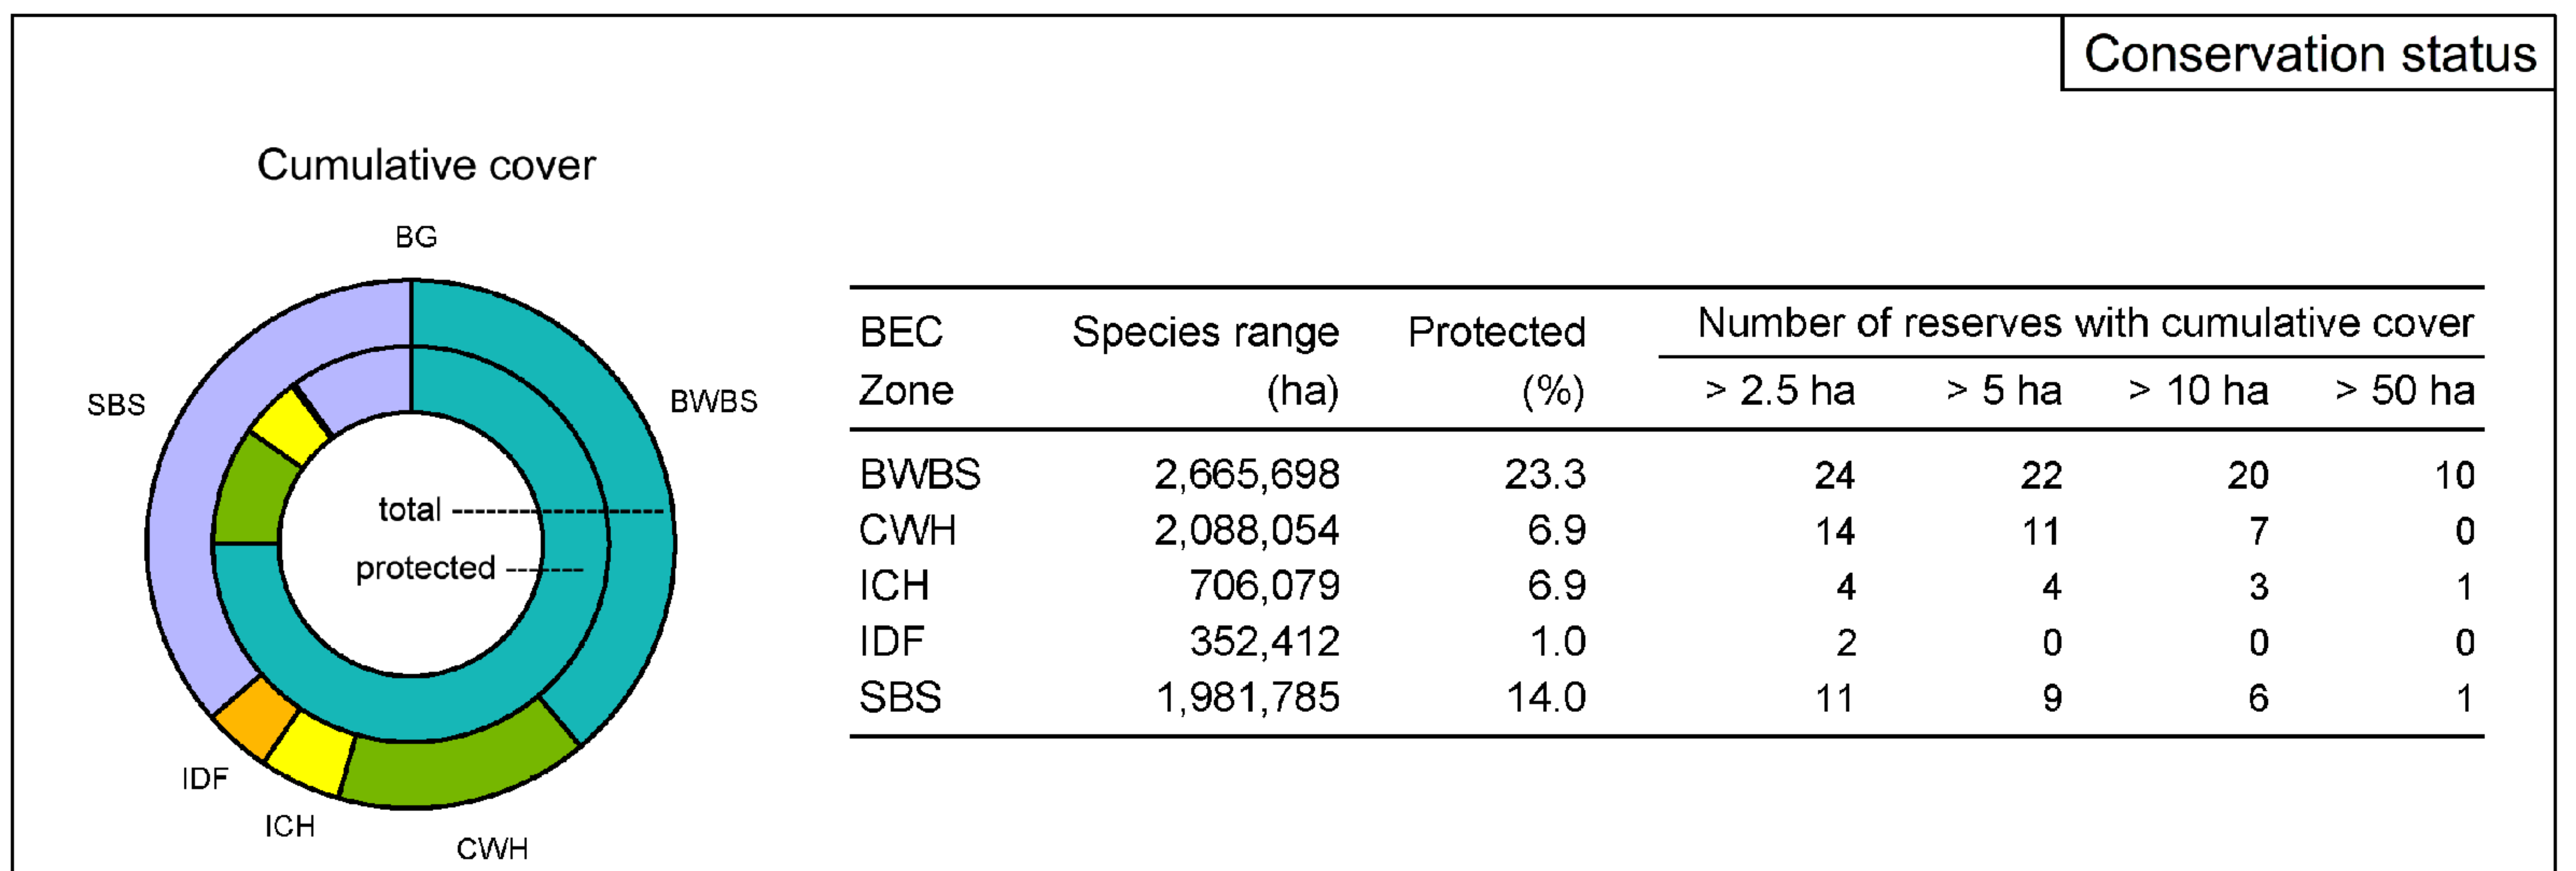 Conservation status
Cumulative cover
BG
BWBS
SBS
total
protected
IDF
ICH
CWH
BEC Zone Species range (ha) Protected (%) Number of reserves with cumulative cover
> 2.5 ha > 5 ha > 10 ha > 50 ha
BWBS 2,665,698 23.3 24 22 20 10
CWH 2,088,054 6.9 14 11 7 0
ICH 706,079 6.9 4 4 3 1
IDF 352,412 1.0 2 0 0 0
SBS 1,981,785 14.0 11 9 6 1